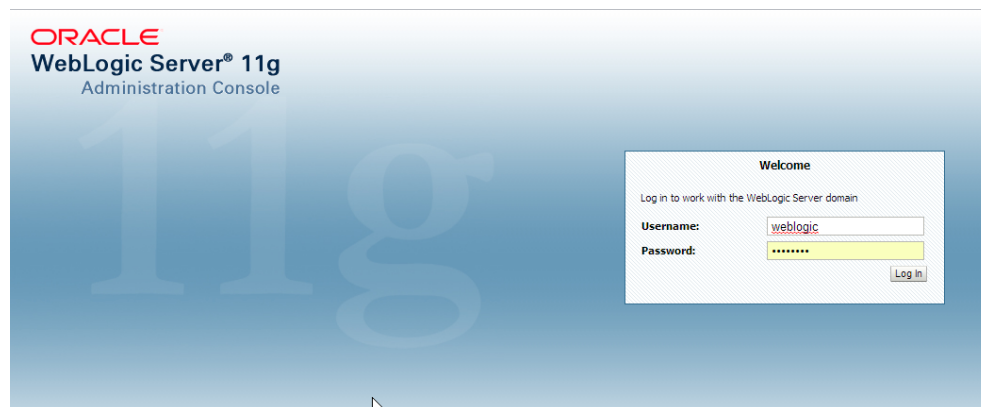 ORACLE
WebLogic Server® 11g
Administration Console
11g
Welcome
Log in to work with the WebLogic Server domain
Username: weblogic
Password: ••••••••
Log In